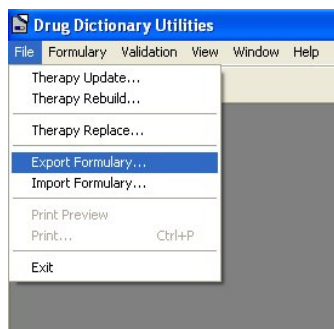 Drug Dictionary Utilities
File Formulary Validation View Window Help
Therapy Update...
Therapy Rebuild...
Therapy Replace...
Export Formulary...
Import Formulary...
Print Preview
Print... Ctrl+P
Exit